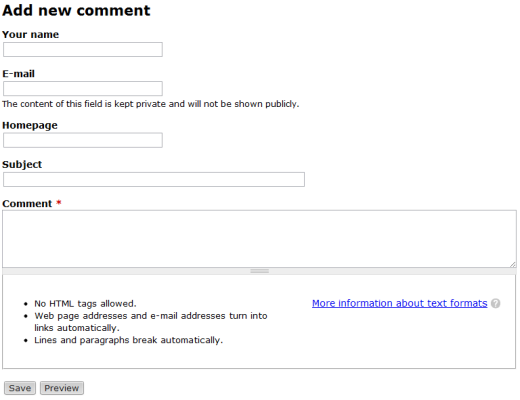 Add new comment
Your name
E-mail
The content of this field is kept private and will not be shown publicly.
Homepage
Subject
Comment *
No HTML tags allowed.
Web page addresses and e-mail addresses turn into
links automatically.
Lines and paragraphs break automatically.
More information about text formats ?
Save Preview